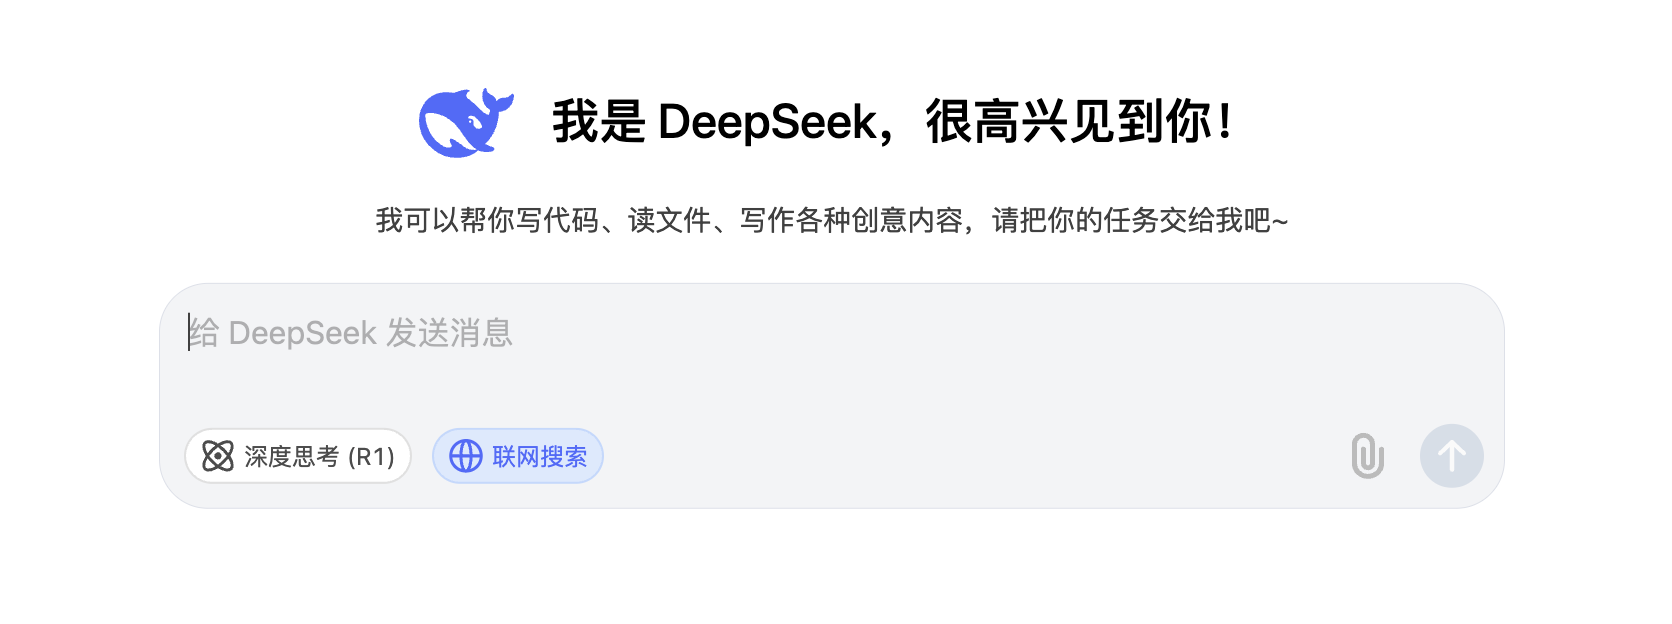 我是 DeepSeek，很高兴见到你！
我可以帮你写代码、读文件、写作各种创意内容，请把你的任务交给我吧~
给 DeepSeek 发送消息
深度思考 (R1) 联网搜索